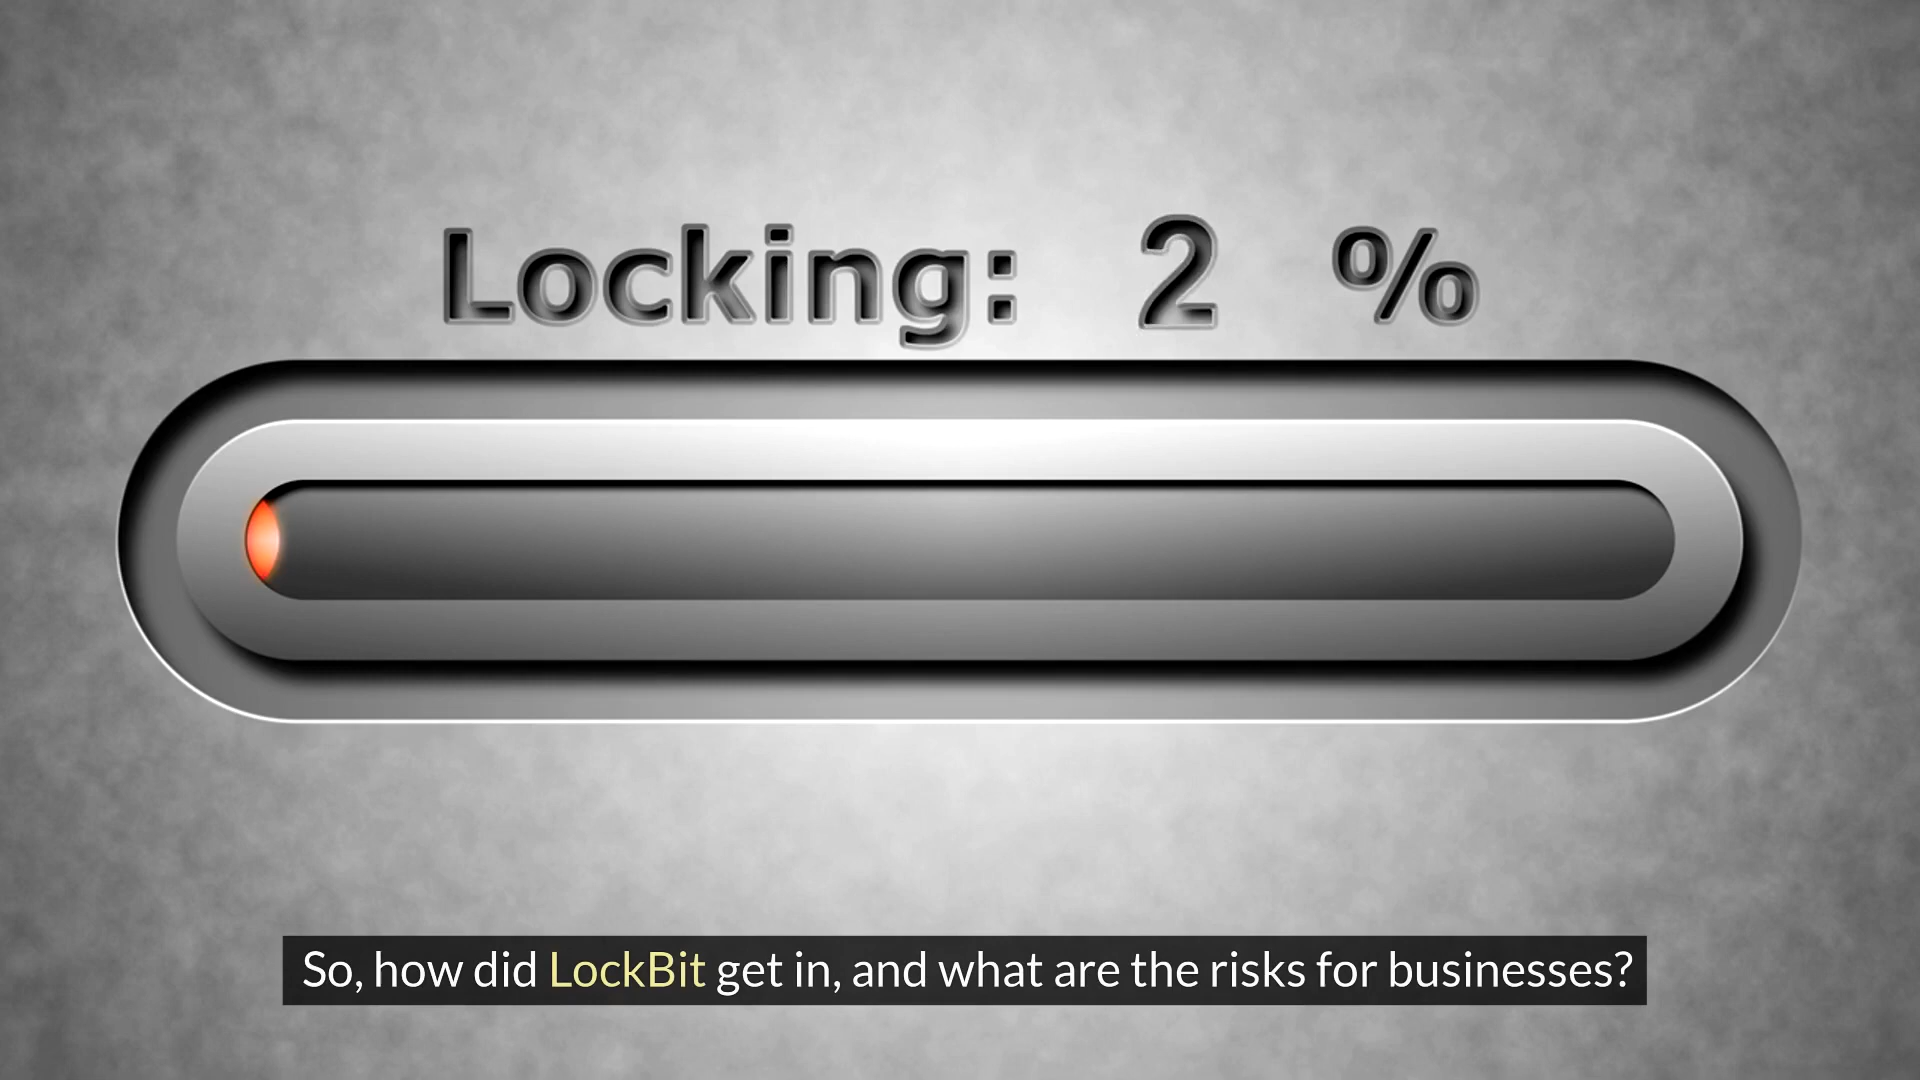 Locking: 2 %
So, how did LockBit get in, and what are the risks for businesses?